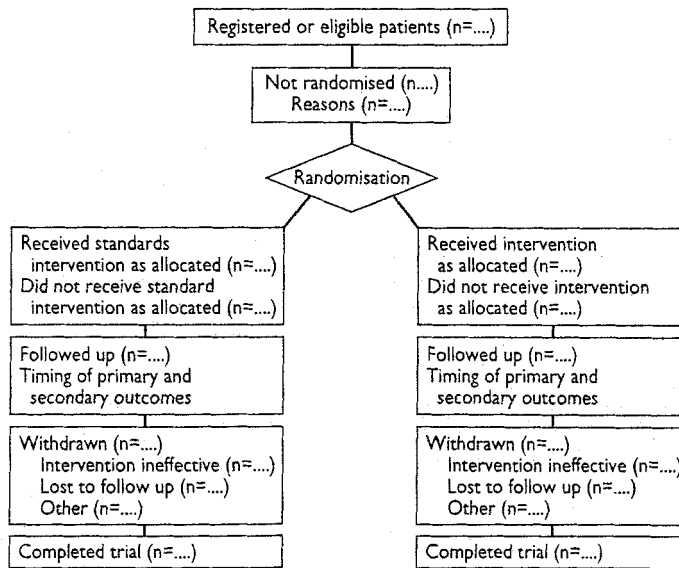 Registered or eligible patients (n=....)
Not randomised (n....)
Reasons (n=....)
Randomisation
Received standards
intervention as allocated (n=....)
Did not receive standard
intervention as allocated (n=....)
Followed up (n=....)
Timing of primary and
secondary outcomes
Withdrawn (n=....)
Intervention ineffective (n=....)
Lost to follow up (n=....)
Other (n=....)
Completed trial (n=....)
Received intervention
as allocated (n=....)
Did not receive intervention
as allocated (n=....)
Followed up (n=....)
Timing of primary and
secondary outcomes
Withdrawn (n=....)
Intervention ineffective (n=....)
Lost to follow up (n=....)
Other (n=....)
Completed trial (n=....)